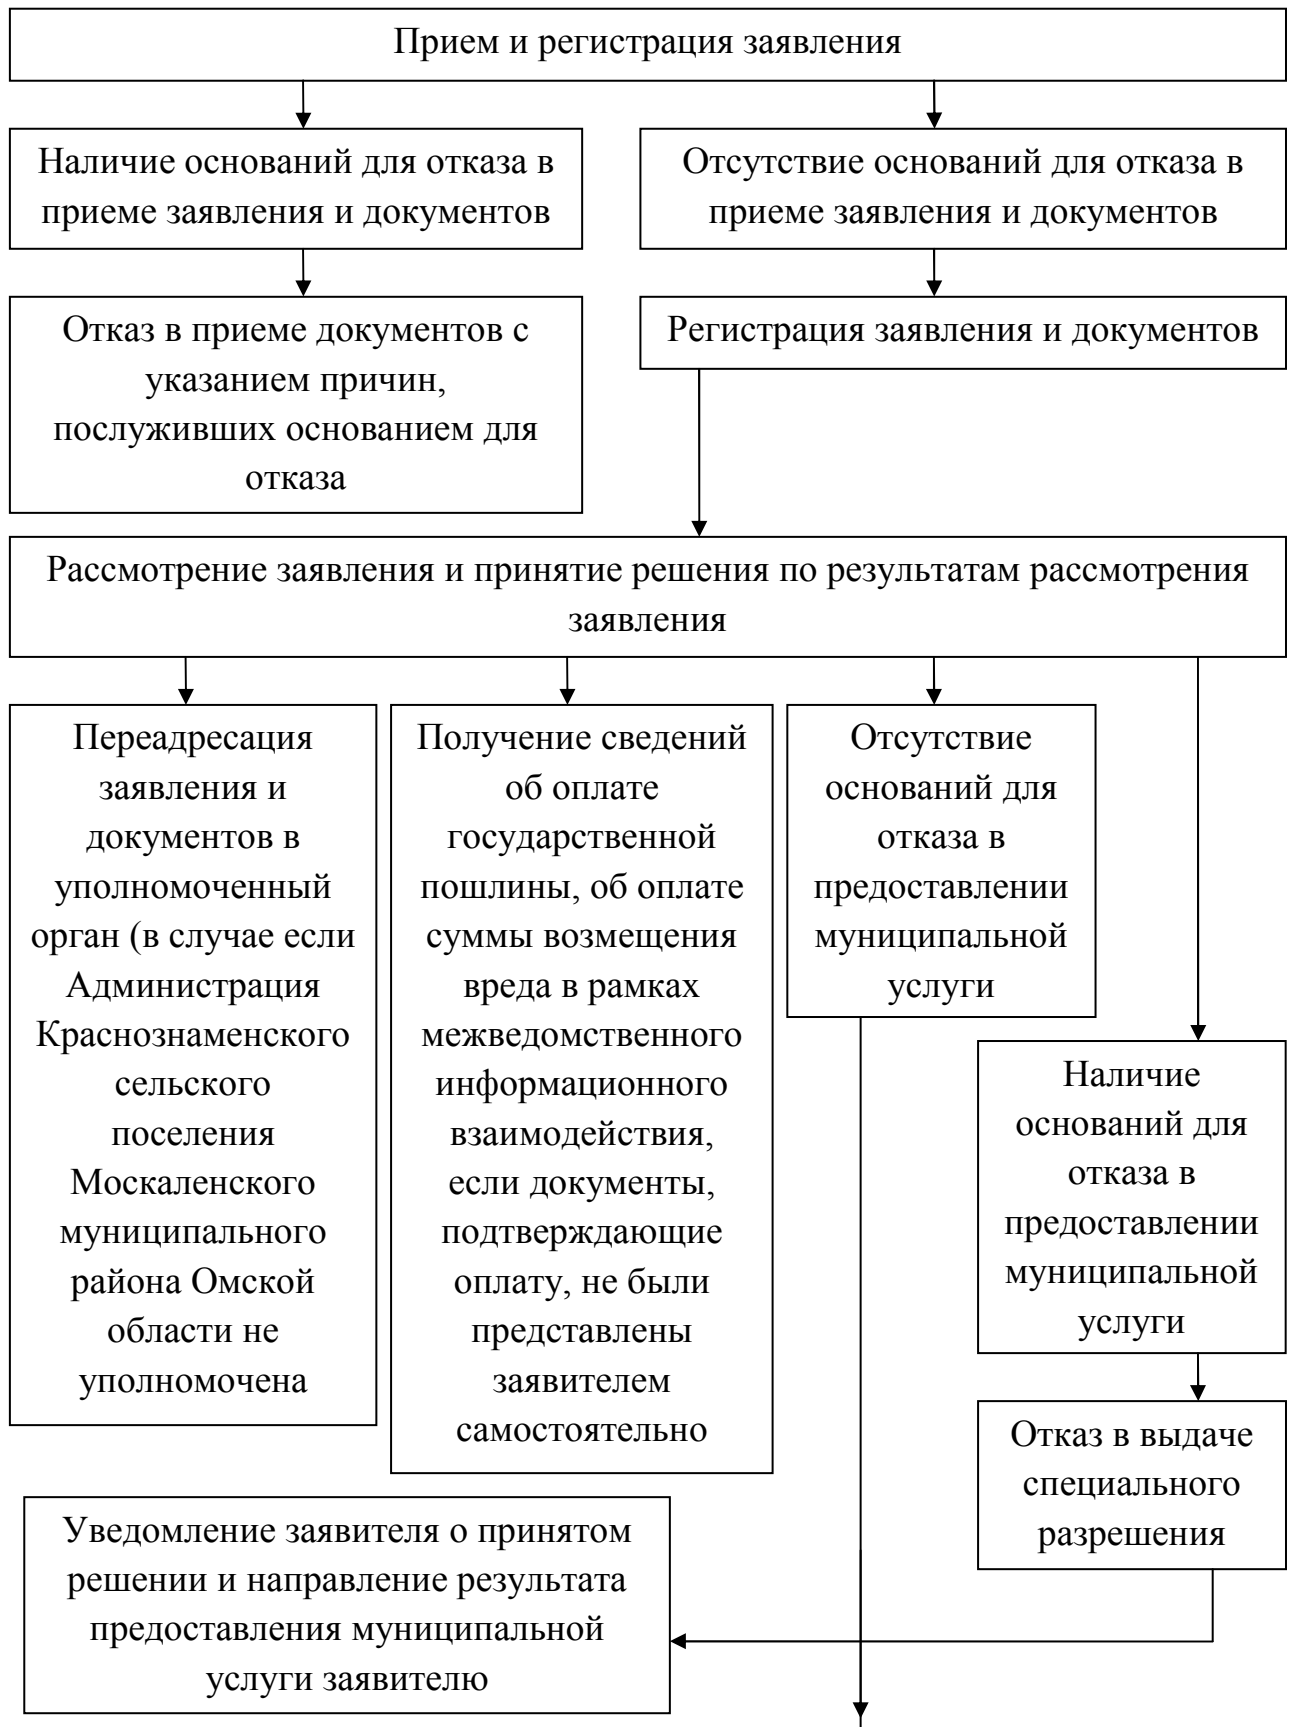 Прием и регистрация заявления
Наличие оснований для отказа в
приеме заявления и документов
Отсутствие оснований для отказа в
приеме заявления и документов
Отказ в приеме документов с
указанием причин,
послуживших основанием для
отказа
Регистрация заявления и документов
Рассмотрение заявления и принятие решения по результатам рассмотрения
заявления
Переадресация
заявления и
документов в
уполномоченный
орган (в случае если
Администрация
Краснознаменского
сельского
поселения
Москаленского
муниципального
района Омской
области не
уполномочена
Получение сведений
об оплате
государственной
пошлины, об оплате
суммы возмещения
вреда в рамках
межведомственного
информационного
взаимодействия,
если документы,
подтверждающие
оплату, не были
представлены
заявителем
самостоятельно
Отсутствие
оснований для
отказа в
предоставлении
муниципальной
услуги
Наличие
оснований для
отказа в
предоставлении
муниципальной
услуги
Отказ в выдаче
специального
разрешения
Уведомление заявителя о принятом
решении и направление результата
предоставления муниципальной
услуги заявителю